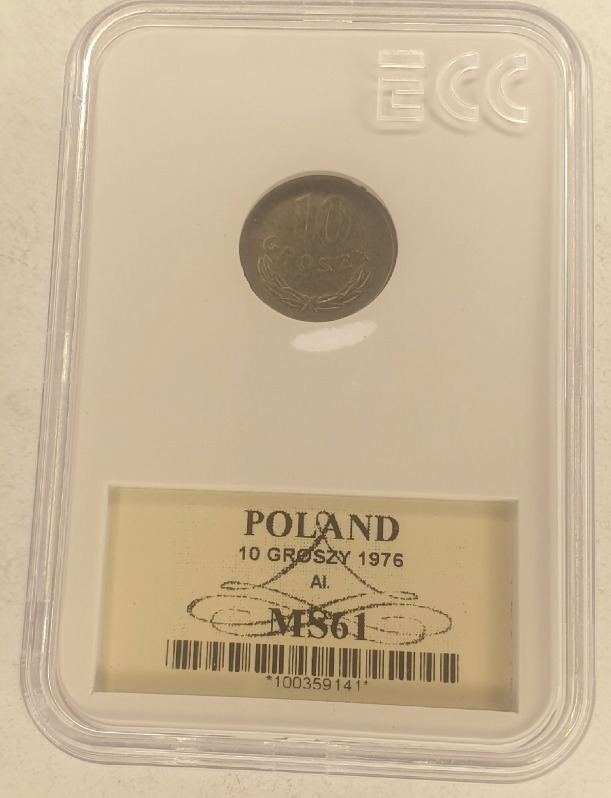 ECC
10
GROSZY
POLAND
10 GROSZY 1976
Al.
MS61
*100359141*